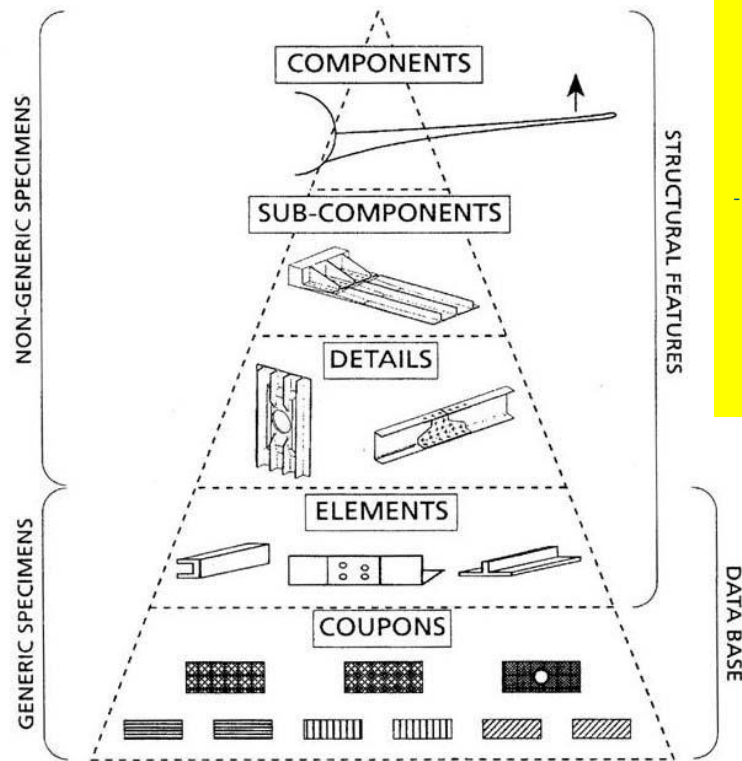 COMPONENTS
SUB-COMPONENTS
DETAILS
ELEMENTS
COUPONS
NON-GENERIC SPECIMENS
GENERIC SPECIMENS
STRUCTURAL FEATURES
DATA BASE